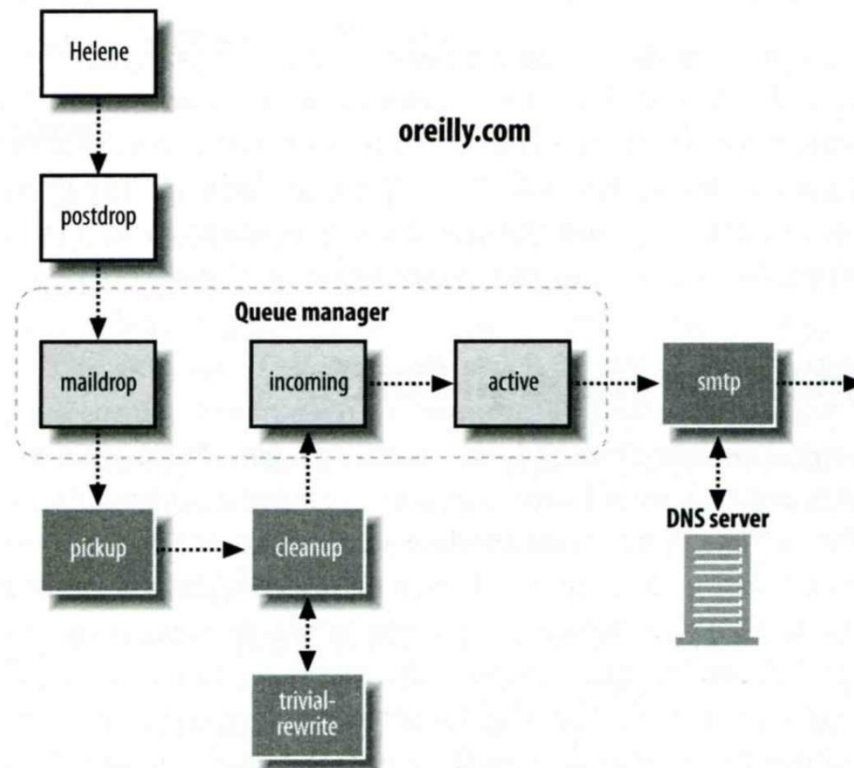 Helene
oreilly.com
postdrop
Queue manager
maildrop
incoming
active
smtp
DNS server
pickup
cleanup
trivial-
rewrite